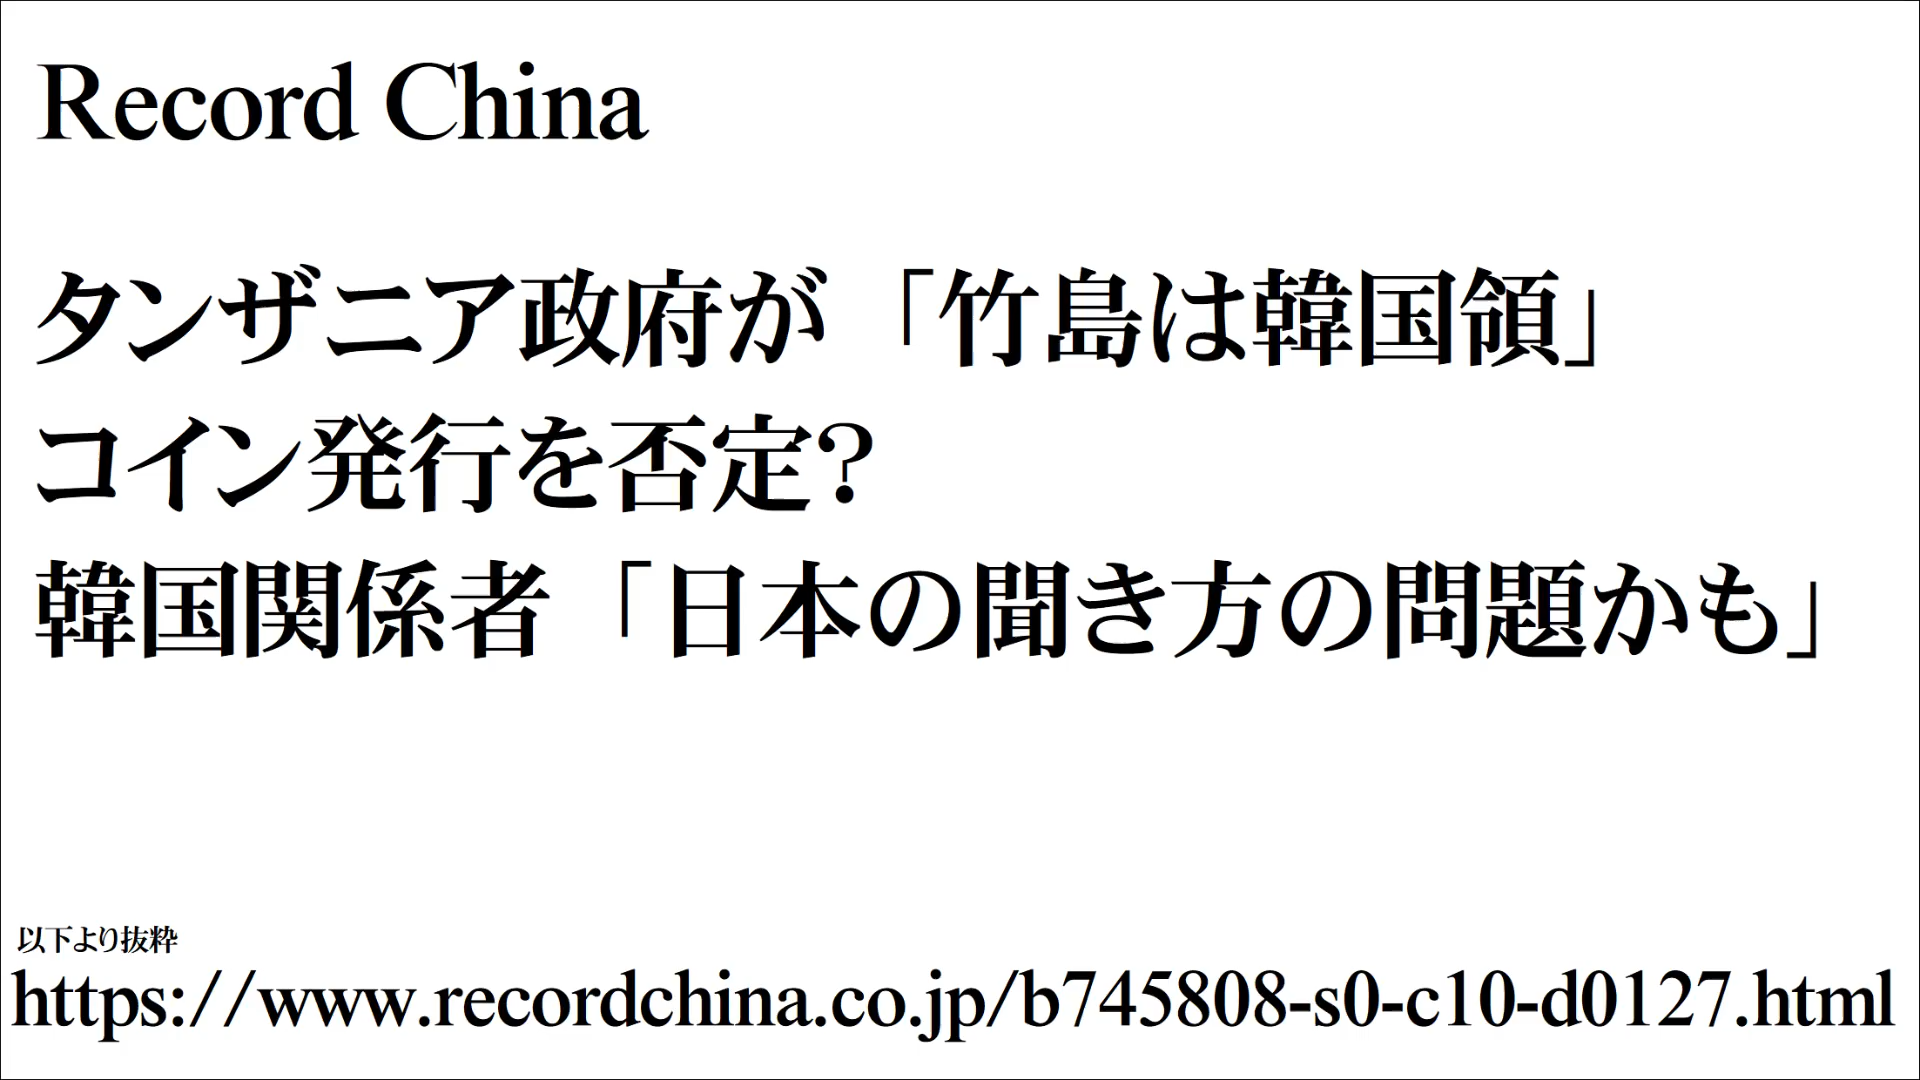 Record China
タンザニア政府が「竹島は韓国領」
コイン発行を否定?
韓国関係者「日本の聞き方の問題かも」
以下より抜粋
https://www.recordchina.co.jp/b745808-s0-c10-d0127.html